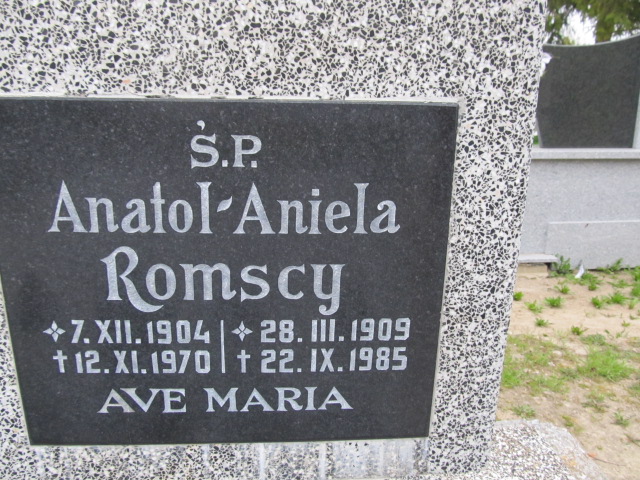 Ś.P.
Anatol-Aniela
Romscy
7.XII.1904 | 28.III.1909
† 12.XI.1970 | † 22.IX.1985
AVE MARIA